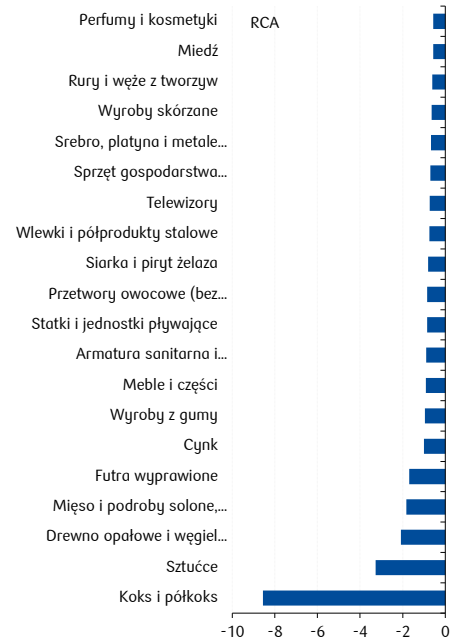 RCA
Perfumy i kosmetyki
Miedź
Rury i węże z tworzyw
Wyroby skórzane
Srebro, platyna i metale...
Sprzęt gospodarstwa...
Telewizory
Wlewki i półprodukty stalowe
Siarka i piryt żelaza
Przetwory owocowe (bez...
Statki i jednostki pływające
Armatura sanitarna i...
Meble i części
Wyroby z gumy
Cynk
Futra wyprawione
Mięso i podroby solone,...
Drewno opałowe i węgiel...
Sztućce
Koks i półkoks
-10 -8 -6 -4 -2 0